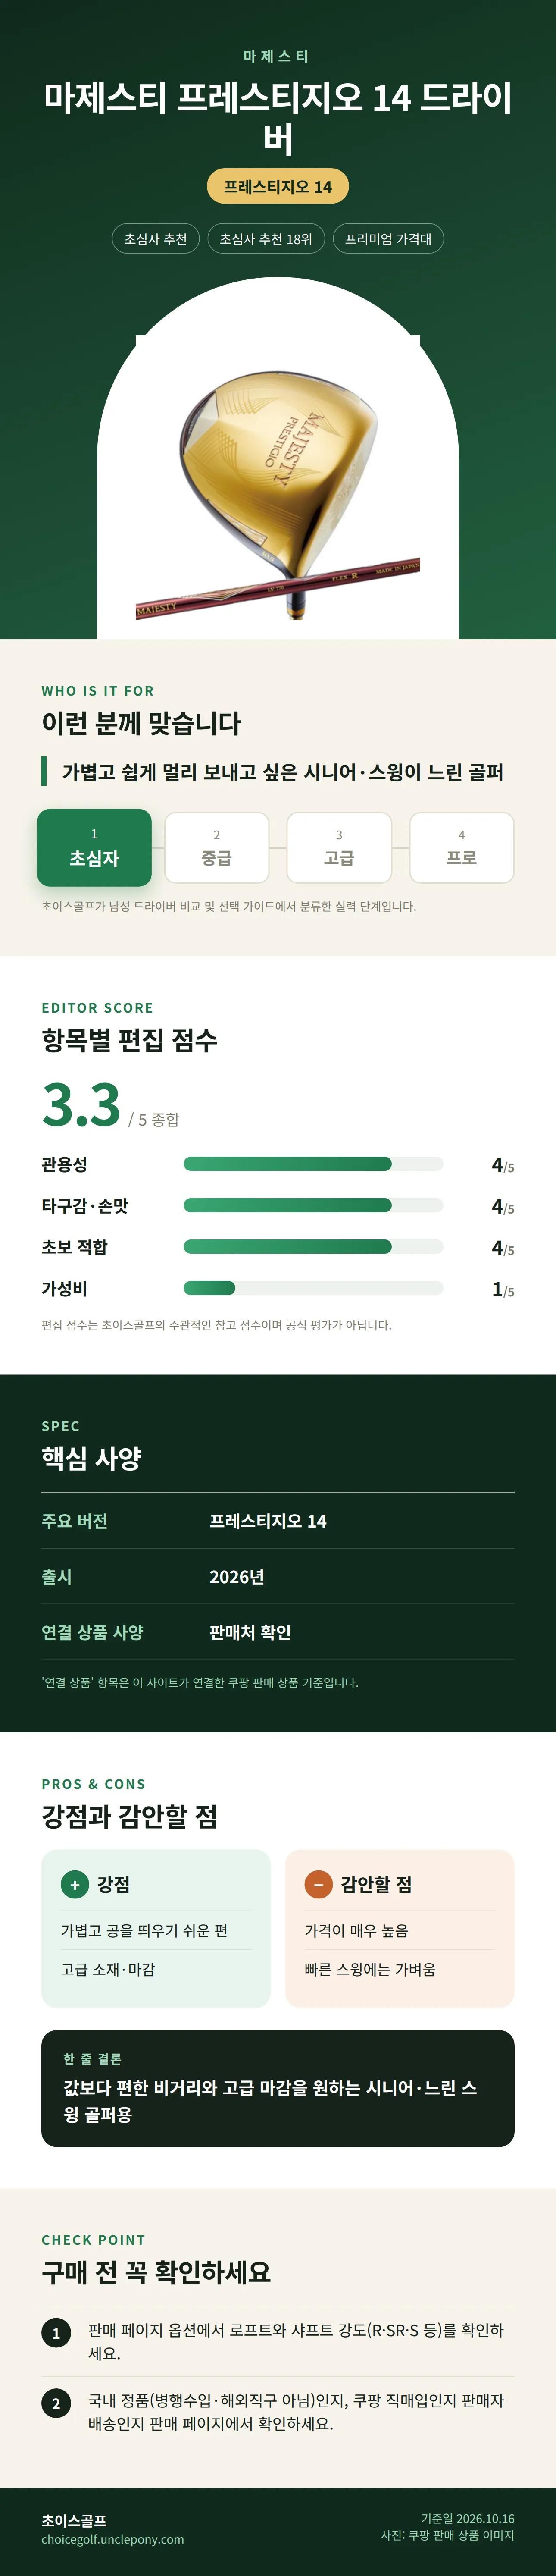 마제스티
마제스티 프레스티지오 14 드라이
버
프레스티지오 14
초심자 추천
초심자 추천 18위
프리미엄 가격대
MAJESTY
PRESTIGIO
10.5
MAJESTY
LV-770
FLEX R
MADE IN JAPAN
WHO IS IT FOR
이런 분께 맞습니다
가볍고 쉽게 멀리 보내고 싶은 시니어·스윙이 느린 골퍼
1
초심자
2
중급
3
고급
4
프로
초이스골프가 남성 드라이버 비교 및 선택 가이드에서 분류한 실력 단계입니다.
EDITOR SCORE
항목별 편집 점수
3.3 / 5 종합
관용성 4/5
타구감·손맛 4/5
초보 적합 4/5
가성비 1/5
편집 점수는 초이스골프의 주관적인 참고 점수이며 공식 평가가 아닙니다.
SPEC
핵심 사양
주요 버전 프레스티지오 14
출시 2026년
연결 상품 사양 판매처 확인
'연결 상품' 항목은 이 사이트가 연결한 쿠팡 판매 상품 기준입니다.
PROS & CONS
강점과 감안할 점
+ 강점
가볍고 공을 띄우기 쉬운 편
고급 소재·마감
− 감안할 점
가격이 매우 높음
빠른 스윙에는 가벼움
한 줄 결론
값보다 편한 비거리와 고급 마감을 원하는 시니어·느린 스
윙 골퍼용
CHECK POINT
구매 전 꼭 확인하세요
1 판매 페이지 옵션에서 로프트와 샤프트 강도(R·SR·S 등)를 확인하
세요.
2 국내 정품(병행수입·해외직구 아님)인지, 쿠팡 직매입인지 판매자
배송인지 판매 페이지에서 확인하세요.
초이스골프
choicegolf.unclepony.com
기준일 2026.10.16
사진: 쿠팡 판매 상품 이미지